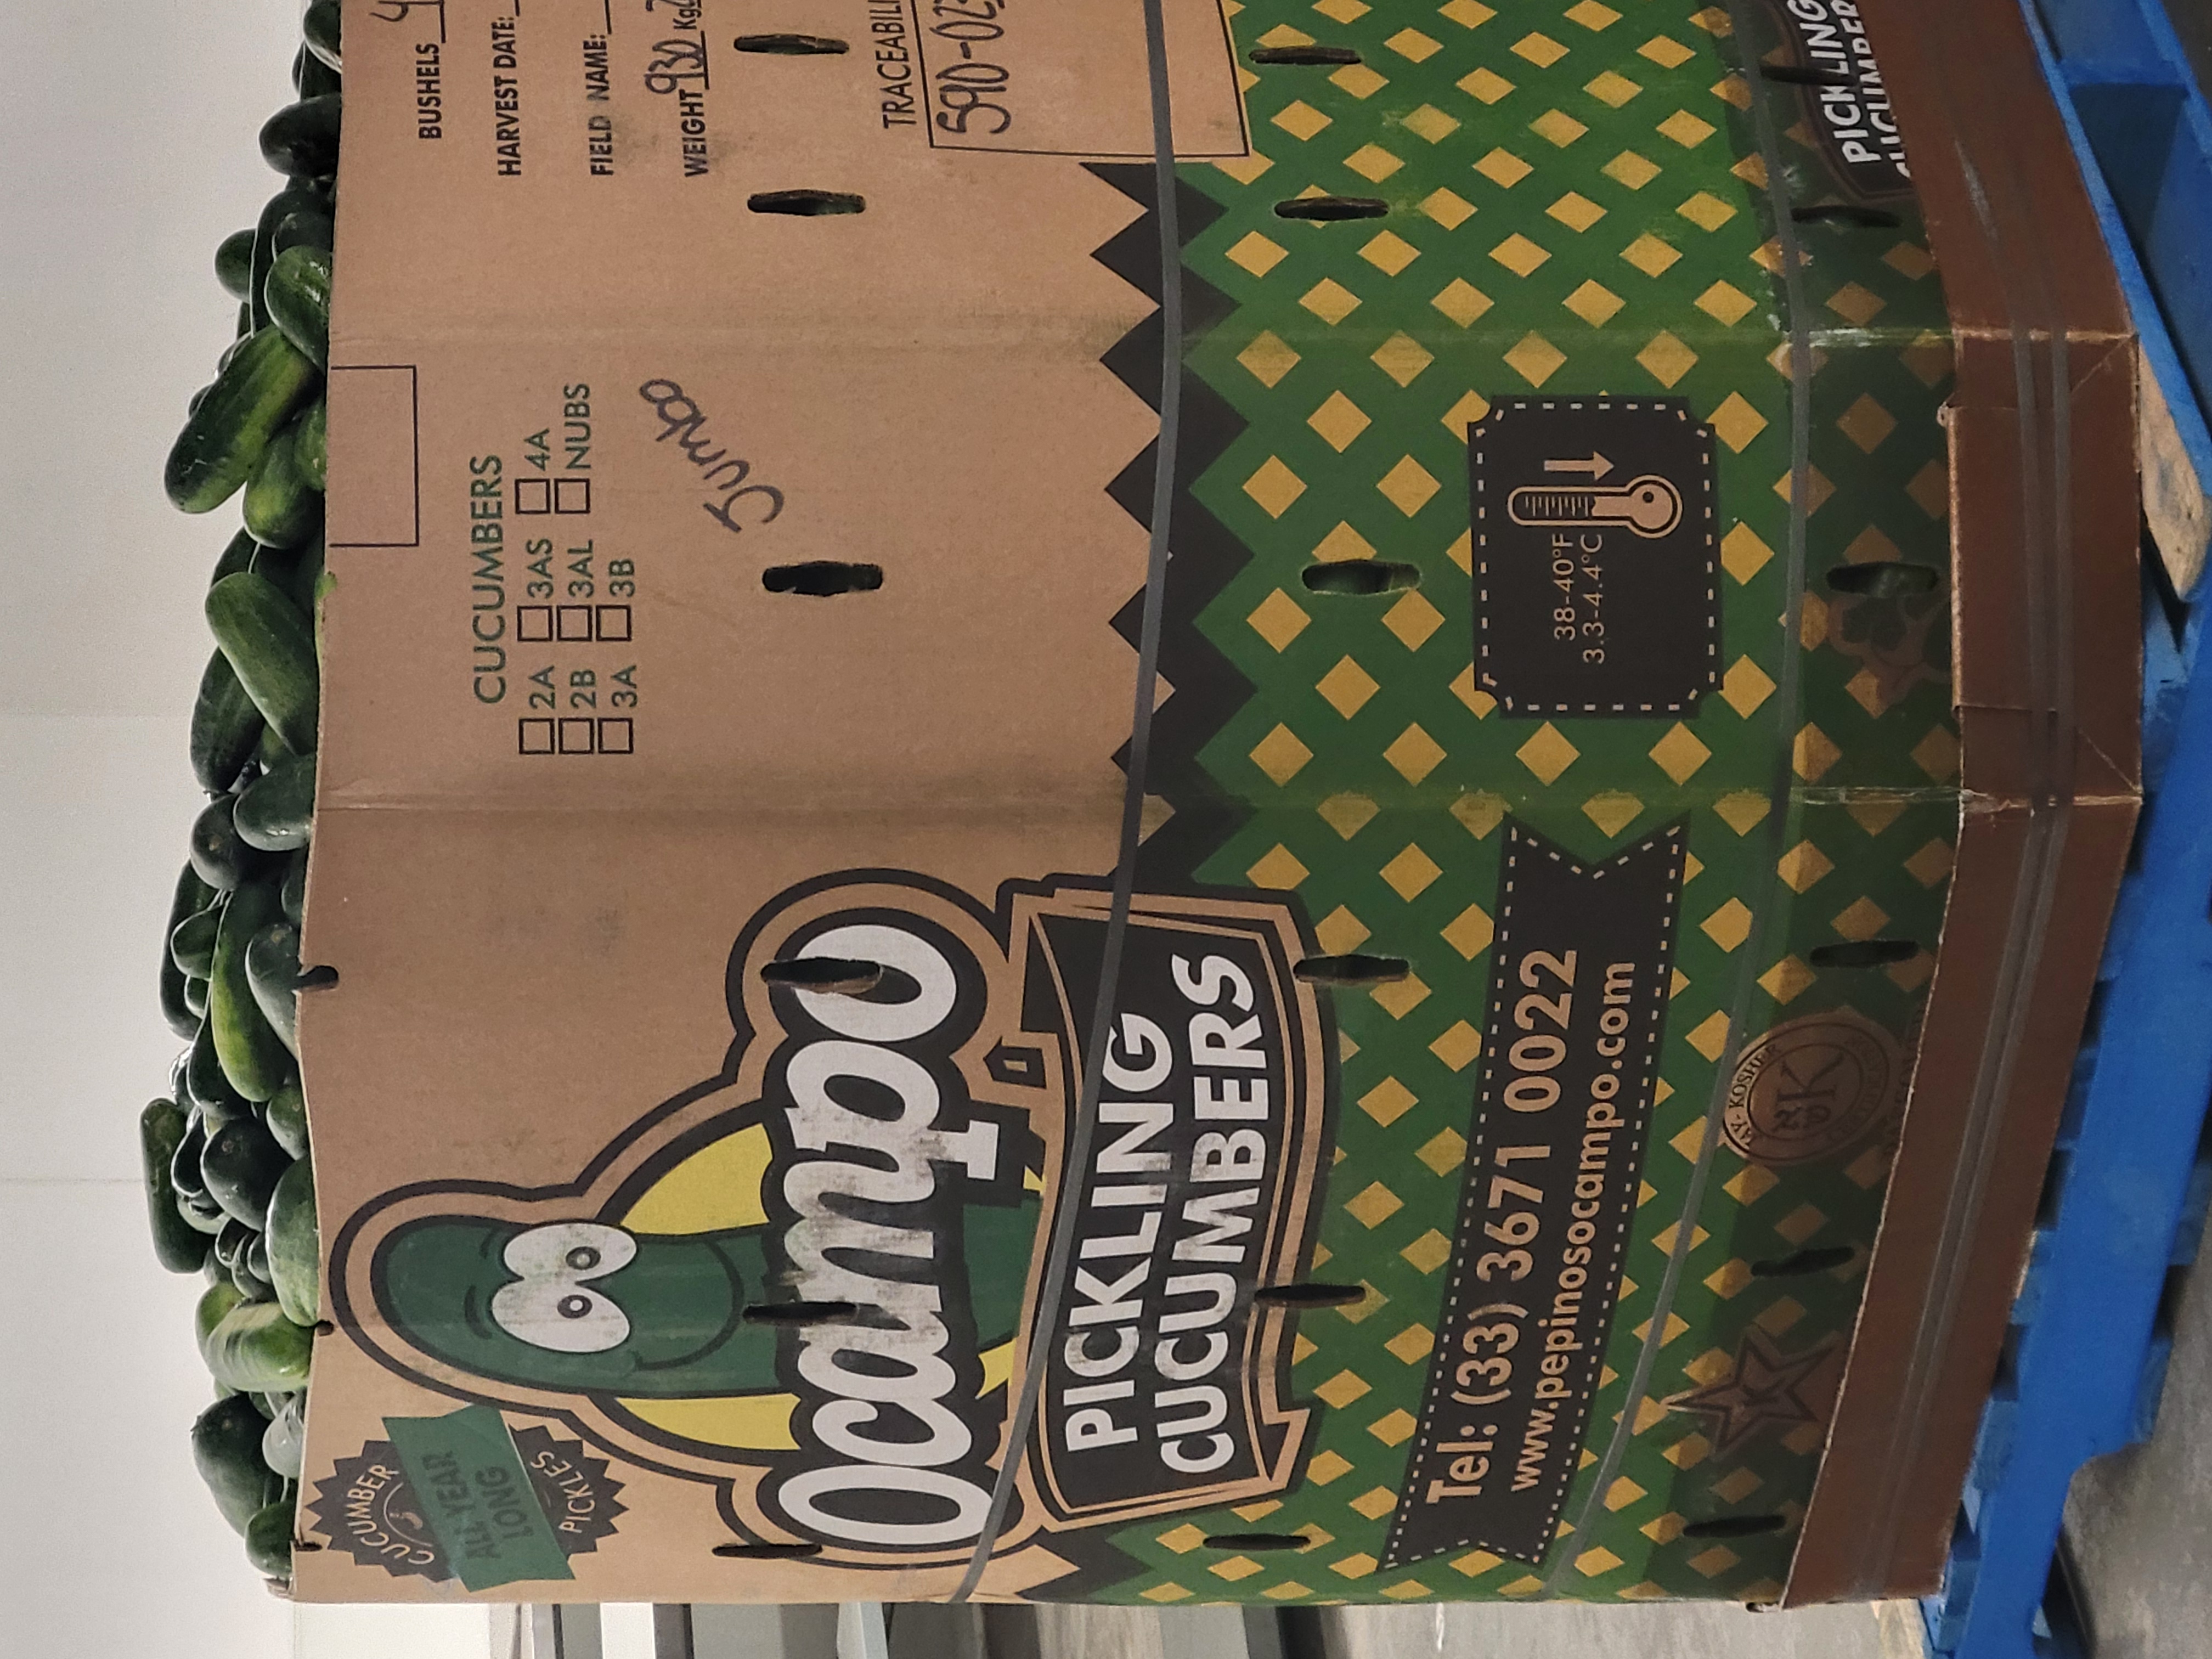 CUCUMBER
ALL YEAR
LONG
PICKLES
Ocampo
PICKLING
CUCUMBERS
Tel: (33) 3671 0022
www.pepinosocampo.com
KOSHER
K
CUCUMBERS
2A 3AS 4A
2B 3AL NUBS
3A 3B
Jumbo
38-40°F
3.3-4.4°C
BUSHELS
HARVEST DATE:
FIELD NAME:
WEIGHT 930 Kg
PICKLING